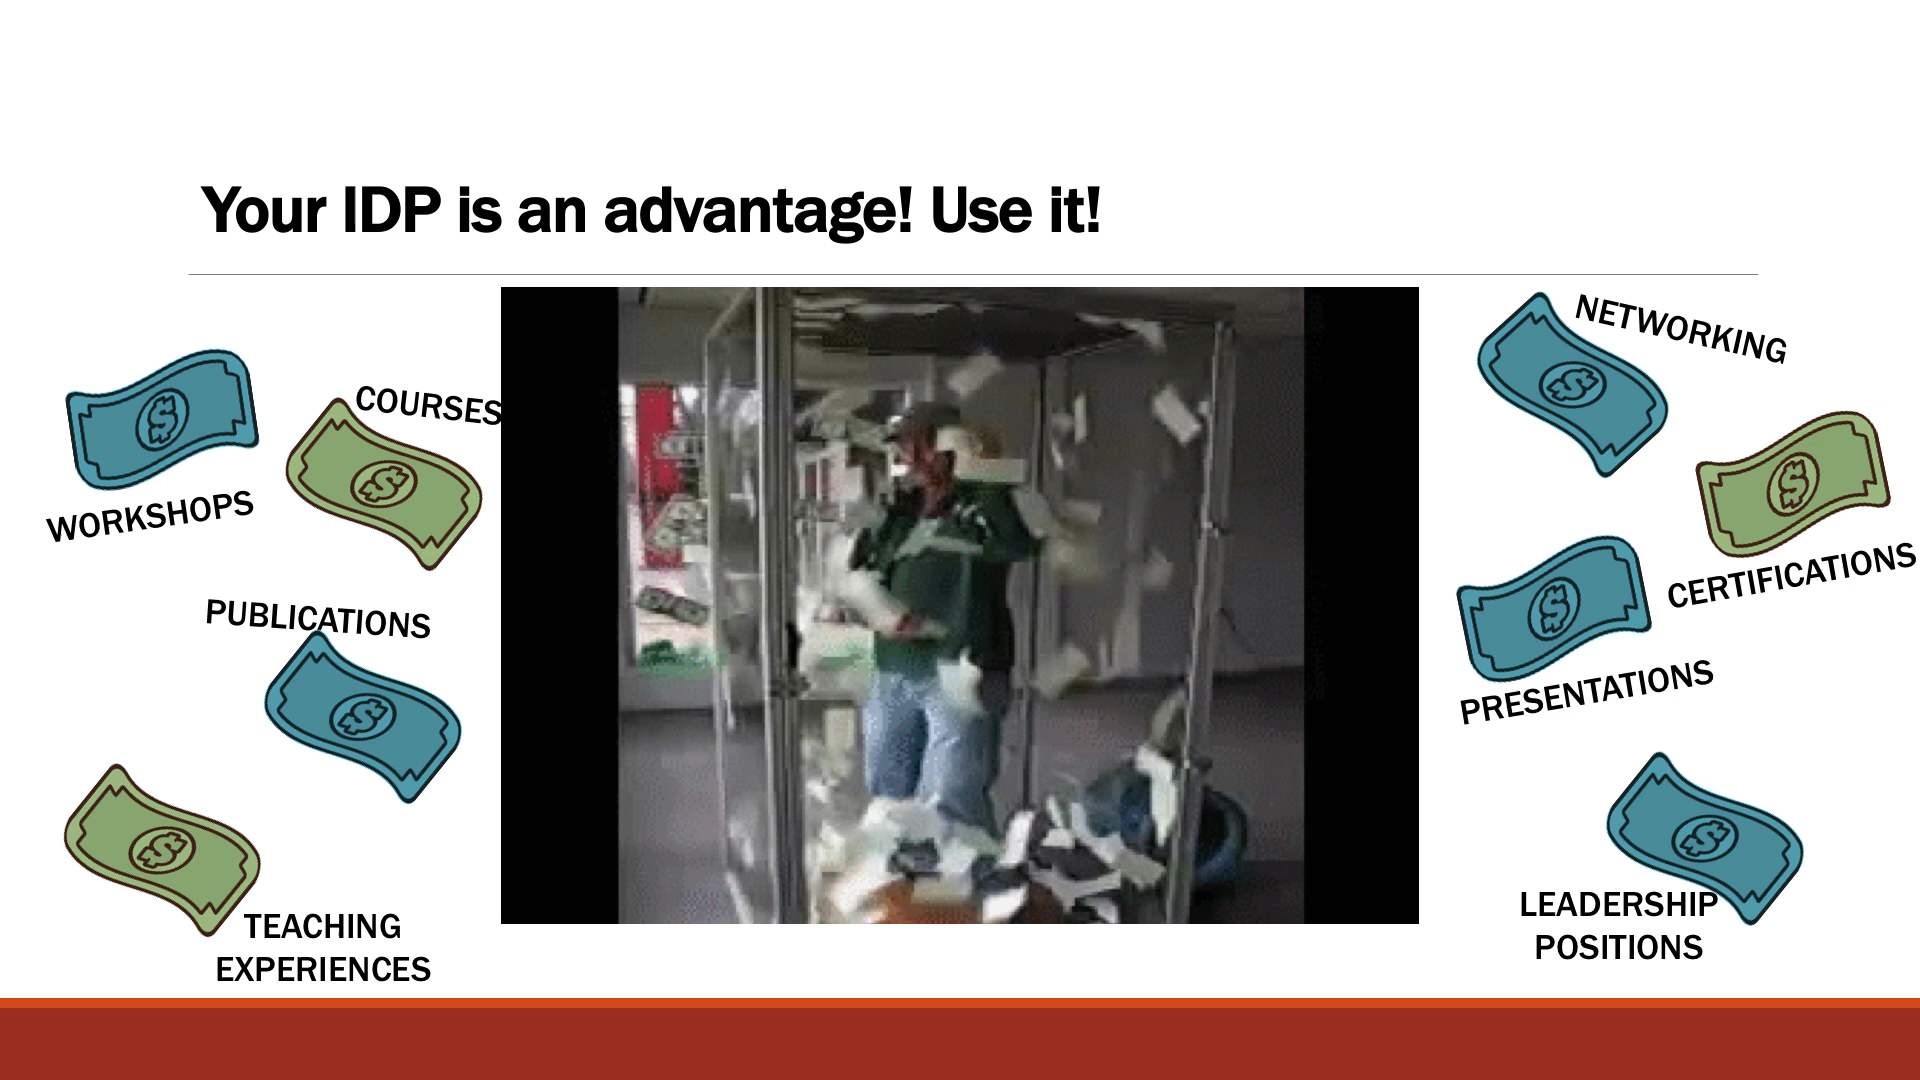 Your IDP is an advantage! Use it!
COURSES
WORKSHOPS
PUBLICATIONS
TEACHING
EXPERIENCES
NETWORKING
CERTIFICATIONS
PRESENTATIONS
LEADERSHIP
POSITIONS